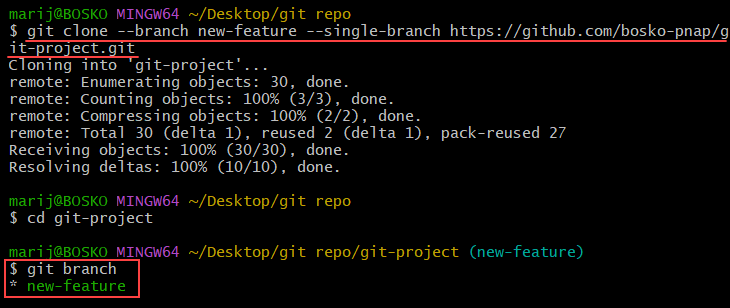 marij@BOSKO MINGW64 ~/Desktop/git repo
$ git clone --branch new-feature --single-branch https://github.com/bosko-pnap/g
it-project.git
Cloning into 'git-project'...
remote: Enumerating objects: 30, done.
remote: Counting objects: 100% (3/3), done.
remote: Compressing objects: 100% (2/2), done.
remote: Total 30 (delta 1), reused 2 (delta 1), pack-reused 27
Receiving objects: 100% (30/30), done.
Resolving deltas: 100% (10/10), done.
marij@BOSKO MINGW64 ~/Desktop/git repo
$ cd git-project
marij@BOSKO MINGW64 ~/Desktop/git repo/git-project (new-feature)
$ git branch
* new-feature